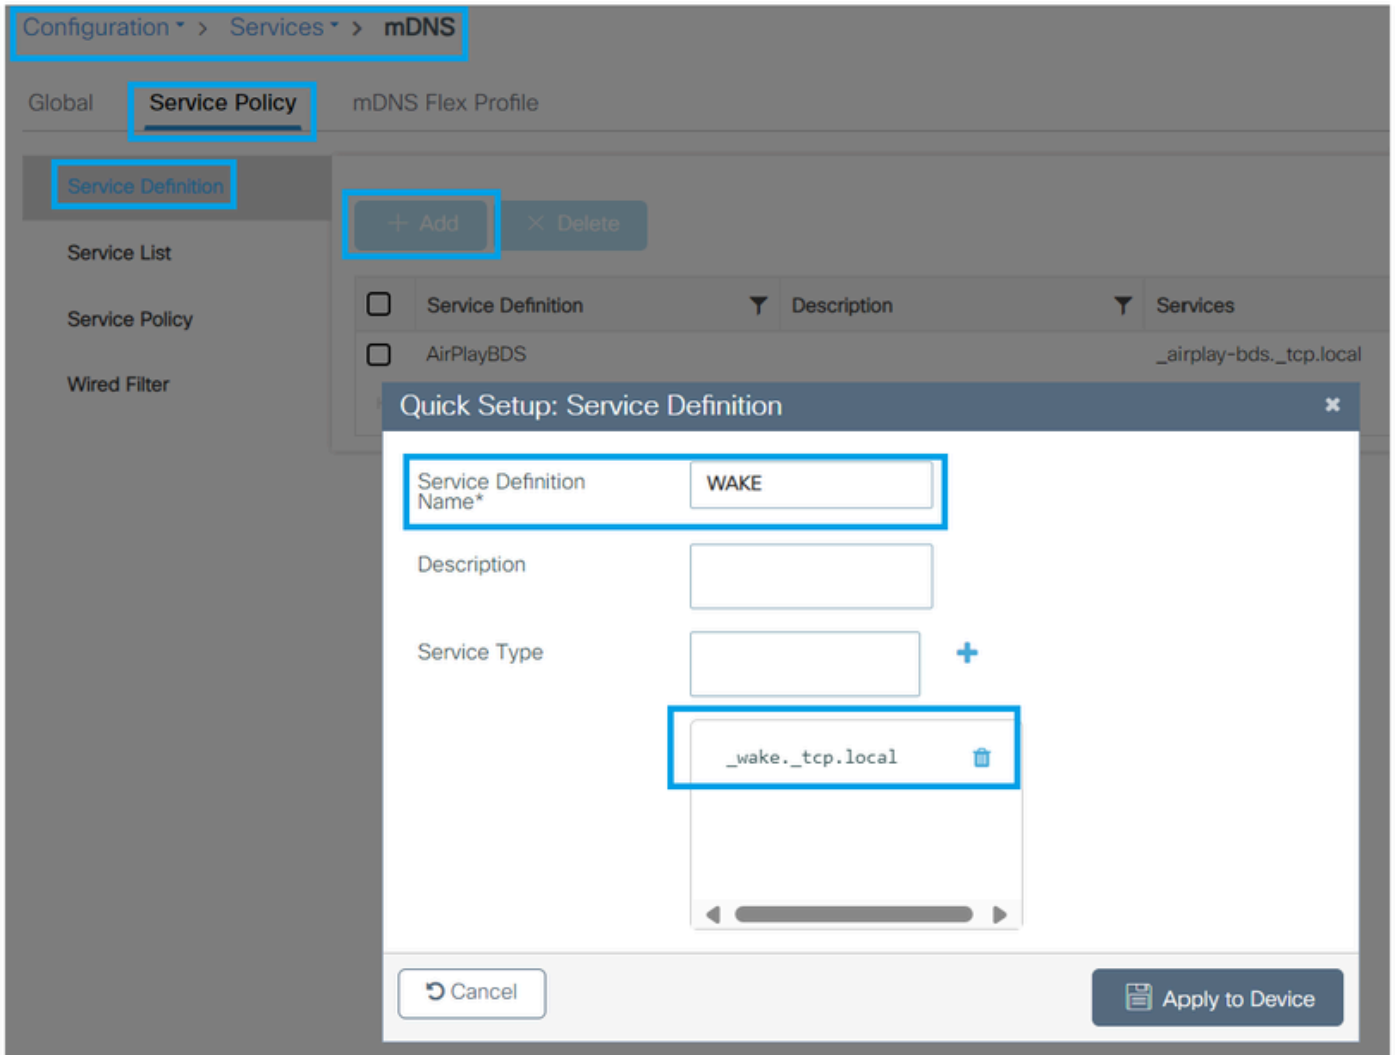 Configuration > Services > mDNS
Global Service Policy mDNS Flex Profile
Service Definition
+ Add × Delete
Service List
Service Definition Description Services
Service Policy
AirPlayBDS _airplay-bds._tcp.local
Wired Filter
Quick Setup: Service Definition ×
Service Definition
Name* WAKE
Description
Service Type +
_wake._tcp.local
Cancel Apply to Device